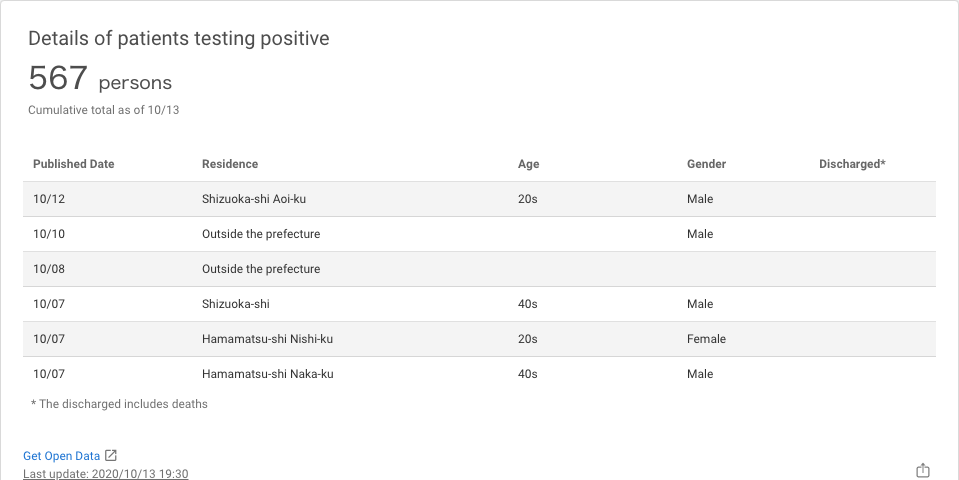 Details of patients testing positive
567 persons
Cumulative total as of 10/13
Published Date Residence Age Gender Discharged*
10/12 Shizuoka-shi Aoi-ku 20s Male
10/10 Outside the prefecture Male
10/08 Outside the prefecture
10/07 Shizuoka-shi 40s Male
10/07 Hamamatsu-shi Nishi-ku 20s Female
10/07 Hamamatsu-shi Naka-ku 40s Male
* The discharged includes deaths
Get Open Data
Last update: 2020/10/13 19:30